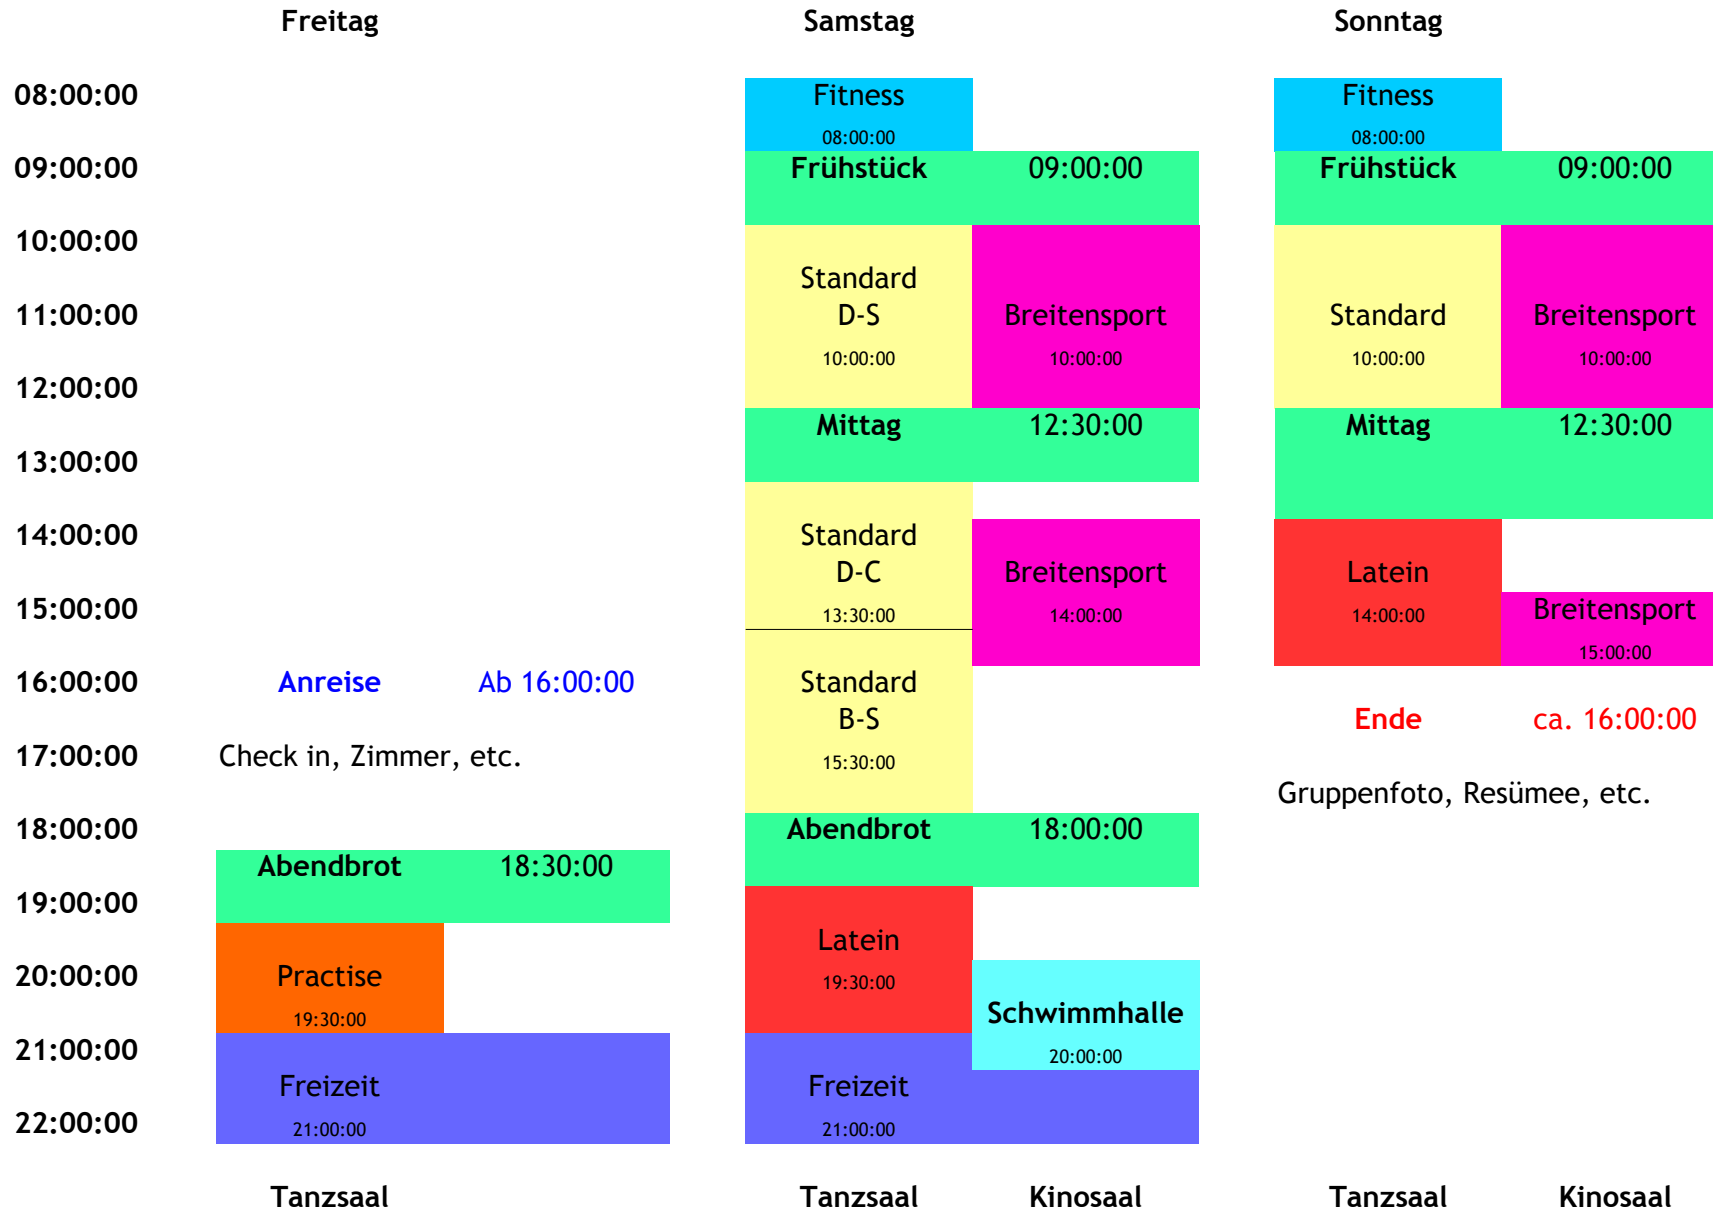 Freitag Samstag Sonntag
08:00:00 Fitness Fitness
08:00:00 08:00:00
09:00:00 Frühstück 09:00:00 Frühstück 09:00:00
10:00:00
Standard
11:00:00 D-S Breitensport Standard Breitensport
10:00:00 10:00:00 10:00:00 10:00:00
12:00:00
Mittag 12:30:00 Mittag 12:30:00
13:00:00
14:00:00 Standard
D-C Breitensport Latein
15:00:00 13:30:00 14:00:00 14:00:00 Breitensport
15:00:00
16:00:00 Anreise Ab 16:00:00 Standard
B-S Ende ca. 16:00:00
17:00:00 Check in, Zimmer, etc. 15:30:00
Gruppenfoto, Resümee, etc.
18:00:00 Abendbrot 18:00:00
Abendbrot 18:30:00
19:00:00
Latein
20:00:00 Practise 19:30:00
19:30:00 Schwimmhalle
21:00:00 20:00:00
Freizeit Freizeit
22:00:00 21:00:00 21:00:00
Tanzsaal Tanzsaal Kinosaal Tanzsaal Kinosaal